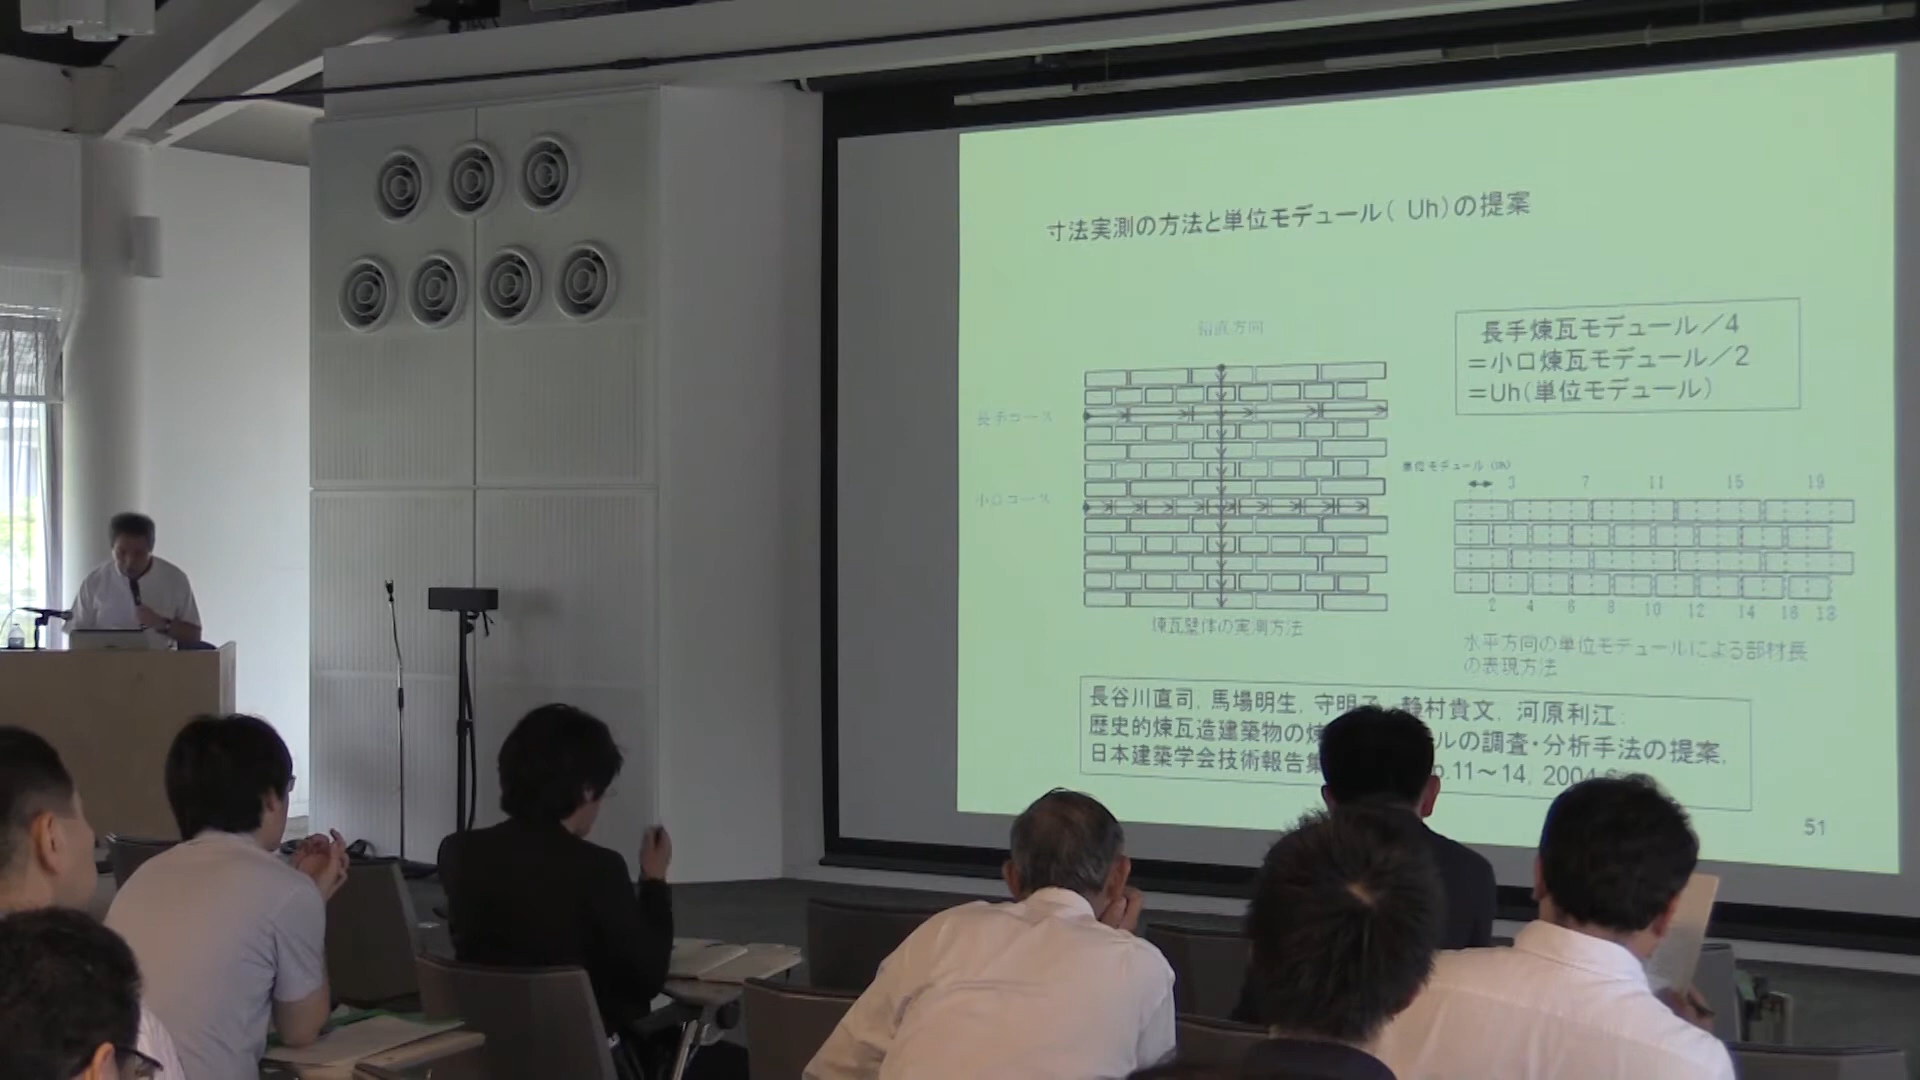 寸法実測の方法と単位モデュール( Uh)の提案
鉛直方向
長手コース
小口コース
煉瓦壁体の実測方法
長手煉瓦モデュール／4
＝小口煉瓦モデュール／2
＝Uh(単位モデュール)
単位モデュール (Uh)
3 7 11 15 19
2 4 6 8 10 12 14 16 18
水平方向の単位モデュールによる部材長
の表現方法
長谷川直司, 馬場明生, 守明子, 静村貴文, 河原利江:
歴史的煉瓦造建築物の煉 ルの調査・分析手法の提案,
日本建築学会技術報告集 p.11～14, 2004
51